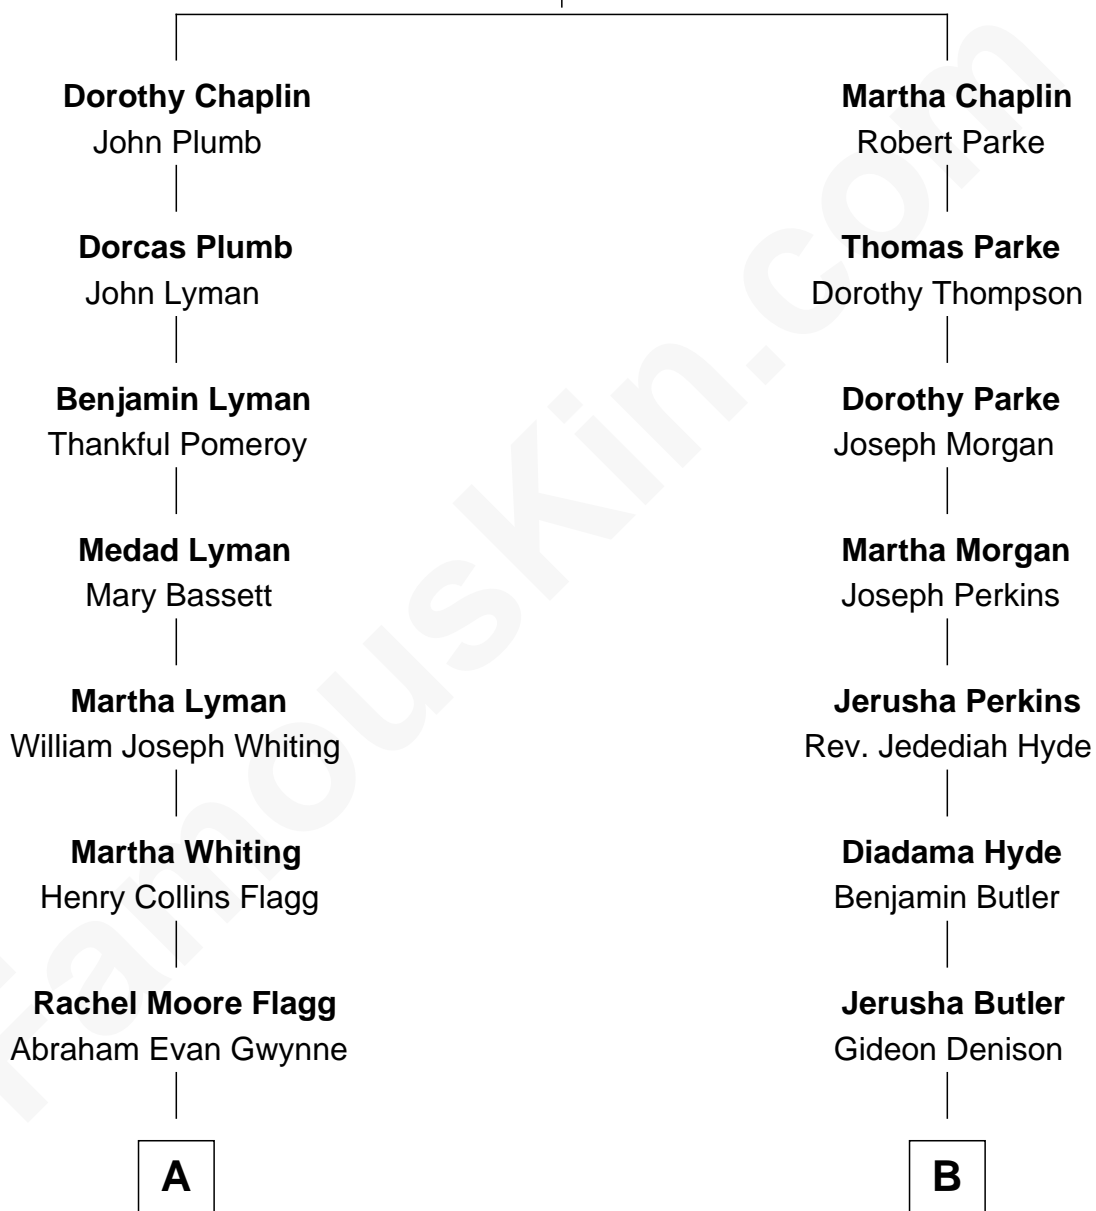 Dorothy Chaplin
John Plumb
Martha Chaplin
Robert Parke
Dorcas Plumb
John Lyman
Thomas Parke
Dorothy Thompson
Benjamin Lyman
Thankful Pomeroy
Dorothy Parke
Joseph Morgan
Medad Lyman
Mary Bassett
Martha Morgan
Joseph Perkins
Martha Lyman
William Joseph Whiting
Jerusha Perkins
Rev. Jedediah Hyde
Martha Whiting
Henry Collins Flagg
Diadama Hyde
Benjamin Butler
Rachel Moore Flagg
Abraham Evan Gwynne
Jerusha Butler
Gideon Denison
A
B
FamousKin.com